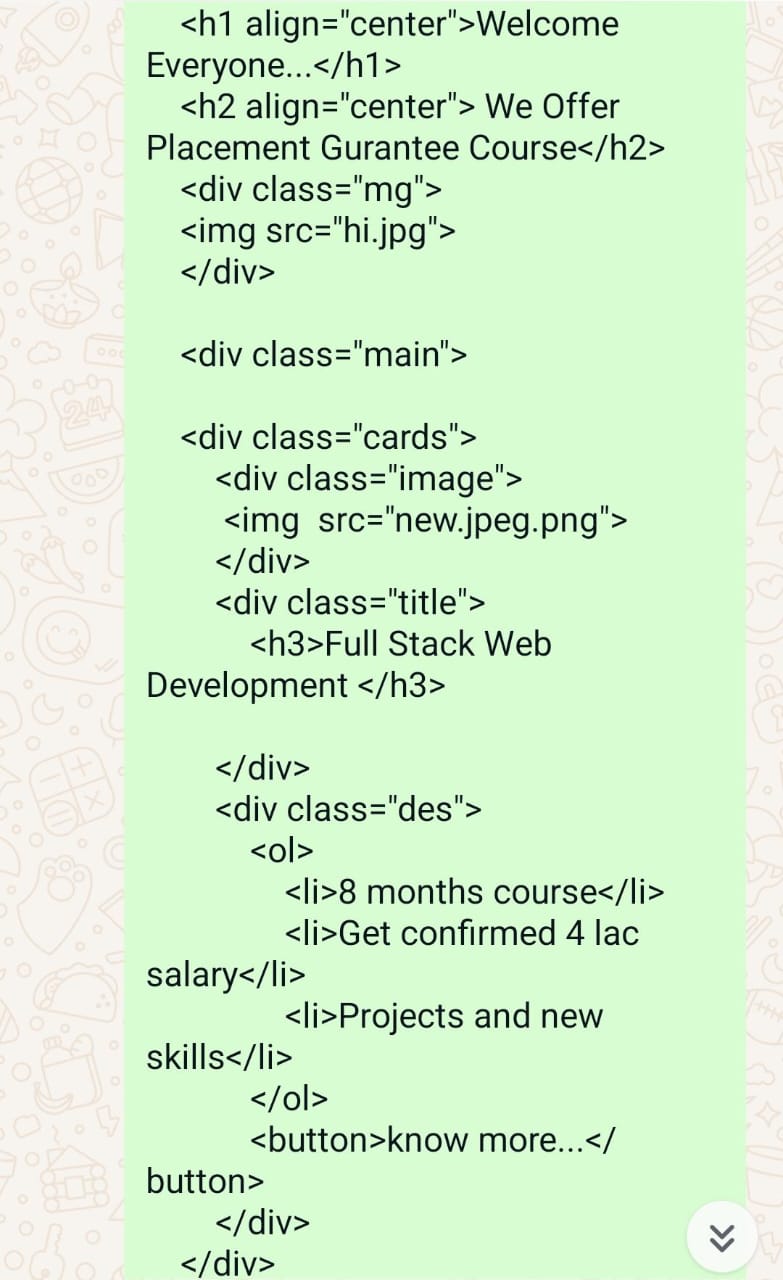 <h1 align="center">Welcome
Everyone...</h1>
<h2 align="center"> We Offer
Placement Gurantee Course</h2>
<div class="mg">
<img src="hi.jpg">
</div>
<div class="main">
<div class="cards">
<div class="image">
<img  src="new.jpeg.png">
</div>
<div class="title">
<h3>Full Stack Web
Development </h3>
</div>
<div class="des">
<ol>
<li>8 months course</li>
<li>Get confirmed 4 lac
salary</li>
<li>Projects and new
skills</li>
</ol>
<button>know more...</
button>
</div>
</div>